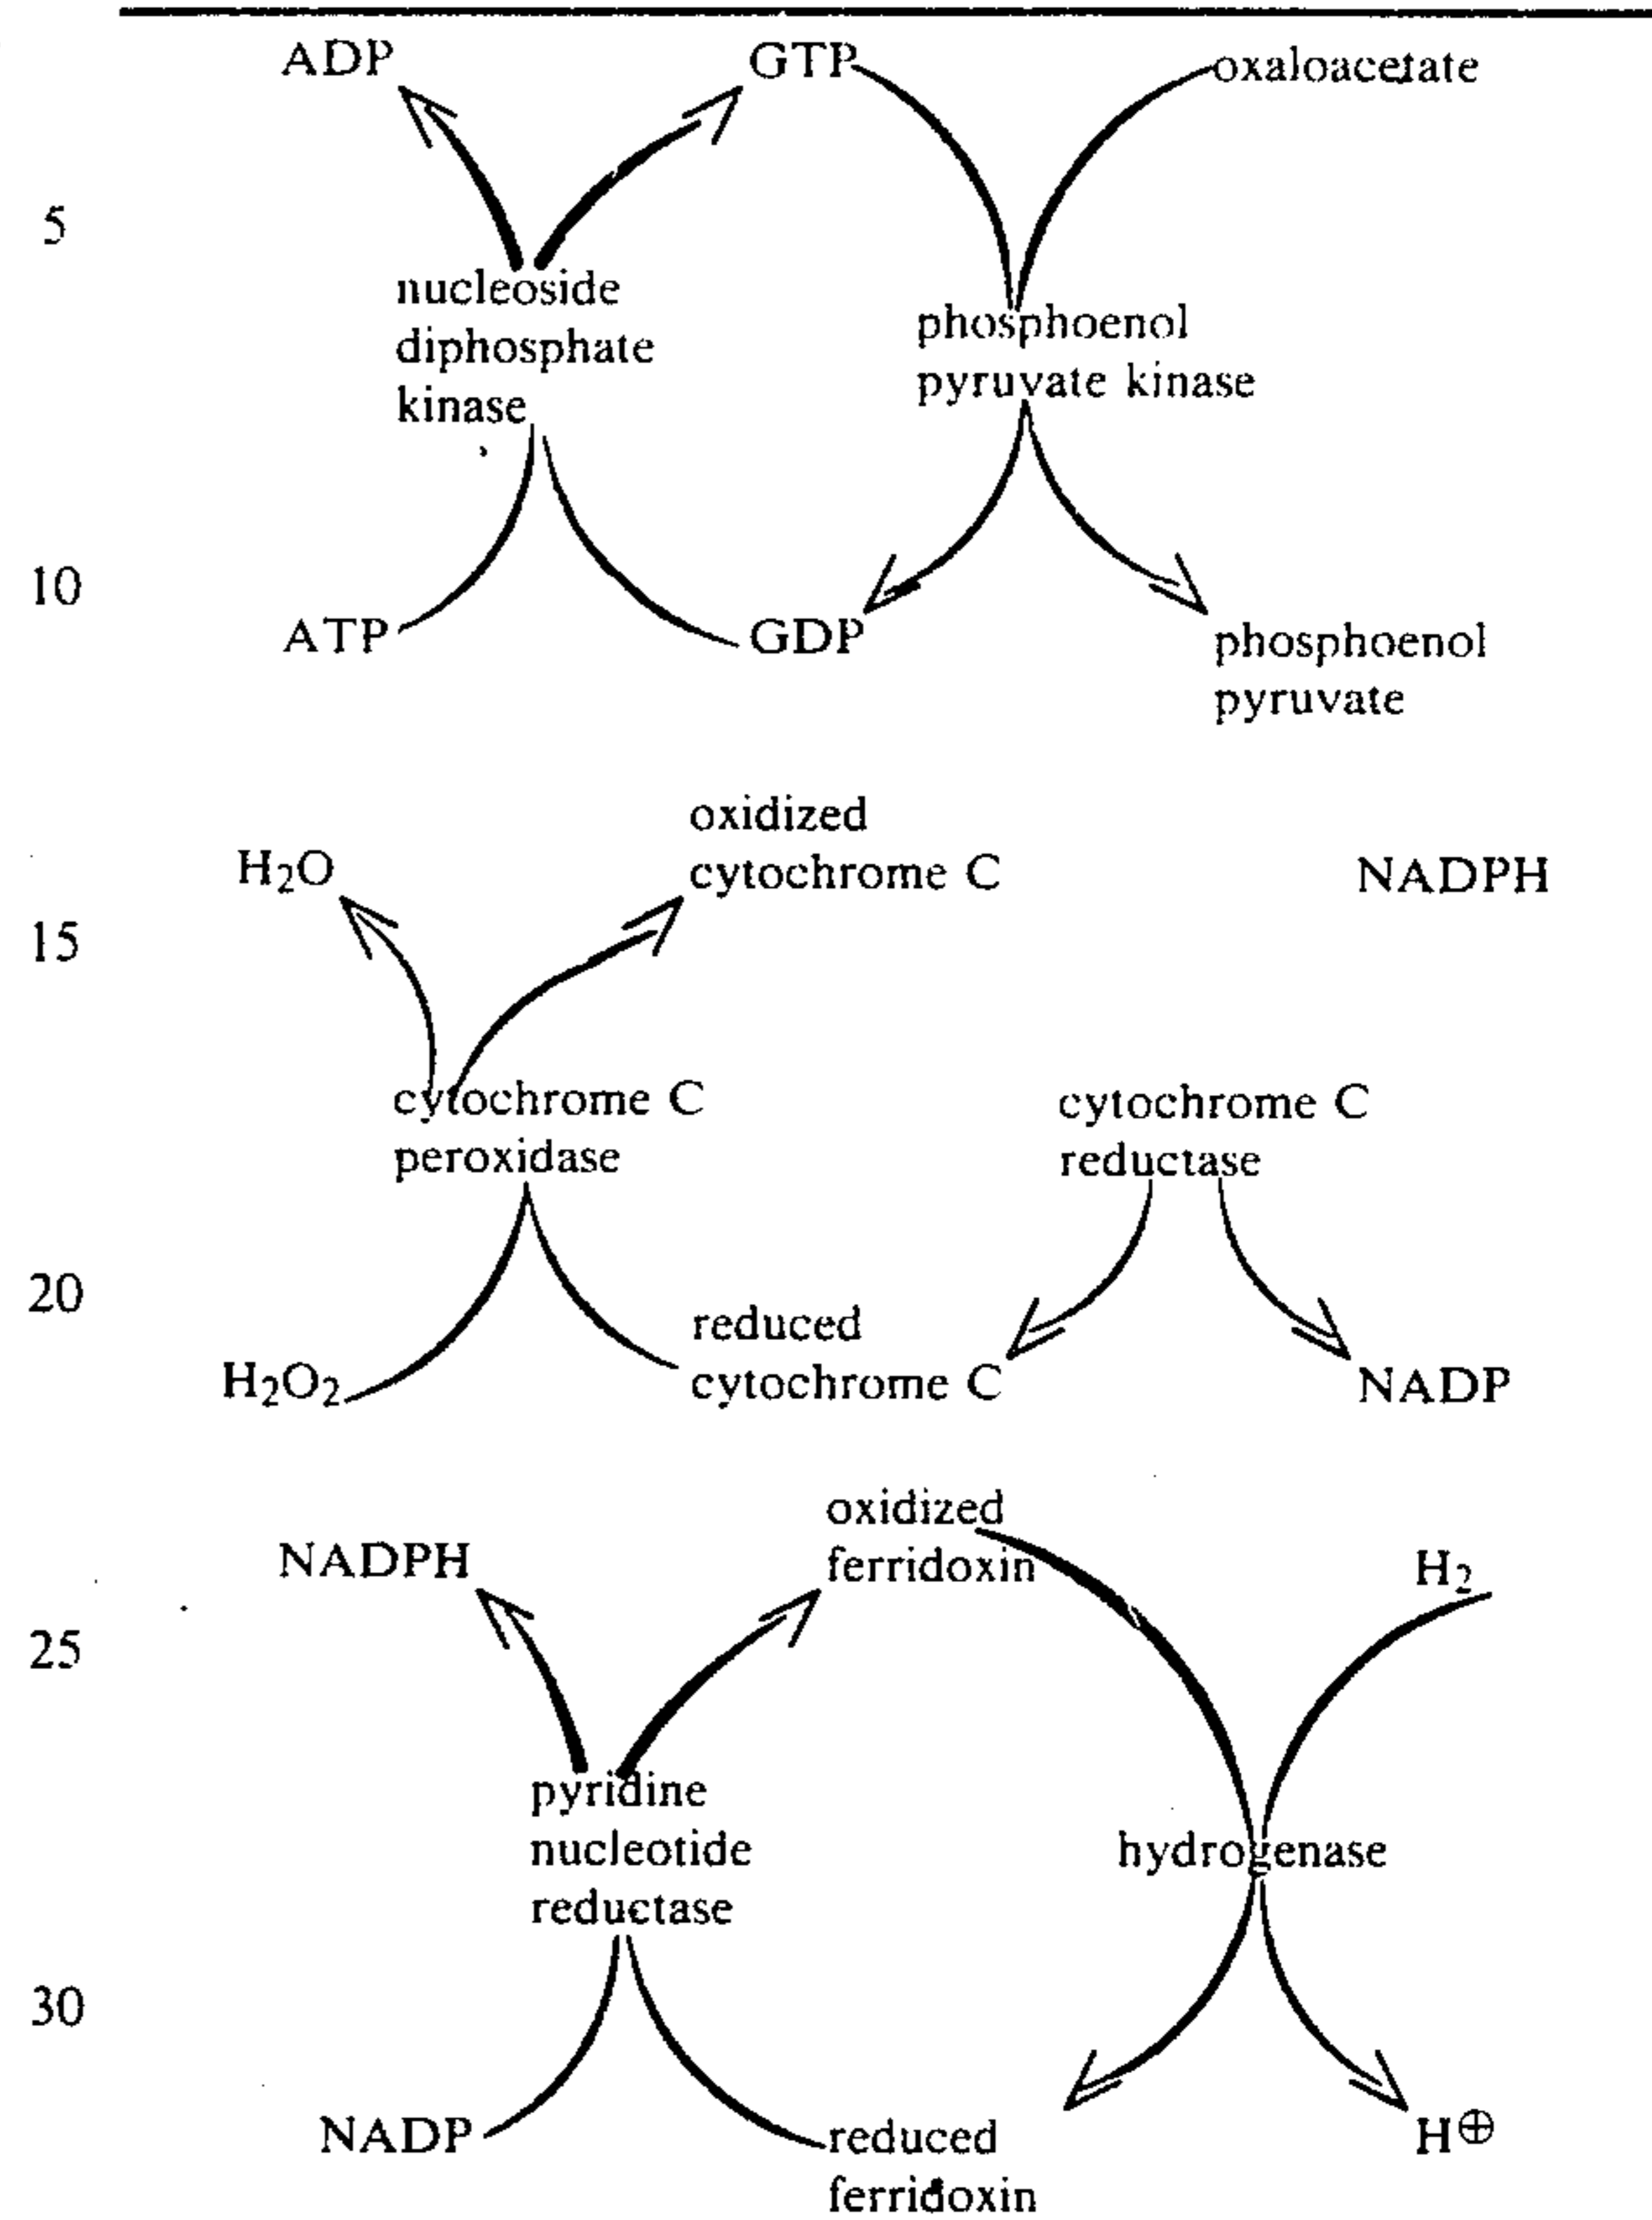 ADP GTP oxaloacetate
5
nucleoside
diphosphate
kinase
phosphoenol
pyruvate kinase
10
ATP GDP phosphoenol
pyruvate
oxidized
H₂O cytochrome C NADPH
15
cytochrome C
peroxidase
cytochrome C
reductase
20
reduced
H₂O₂ cytochrome C NADP
oxidized
NADPH ferridoxin H₂
25
pyridine
nucleotide
reductase
hydrogenase
30
NADP reduced
ferridoxin
H⊕